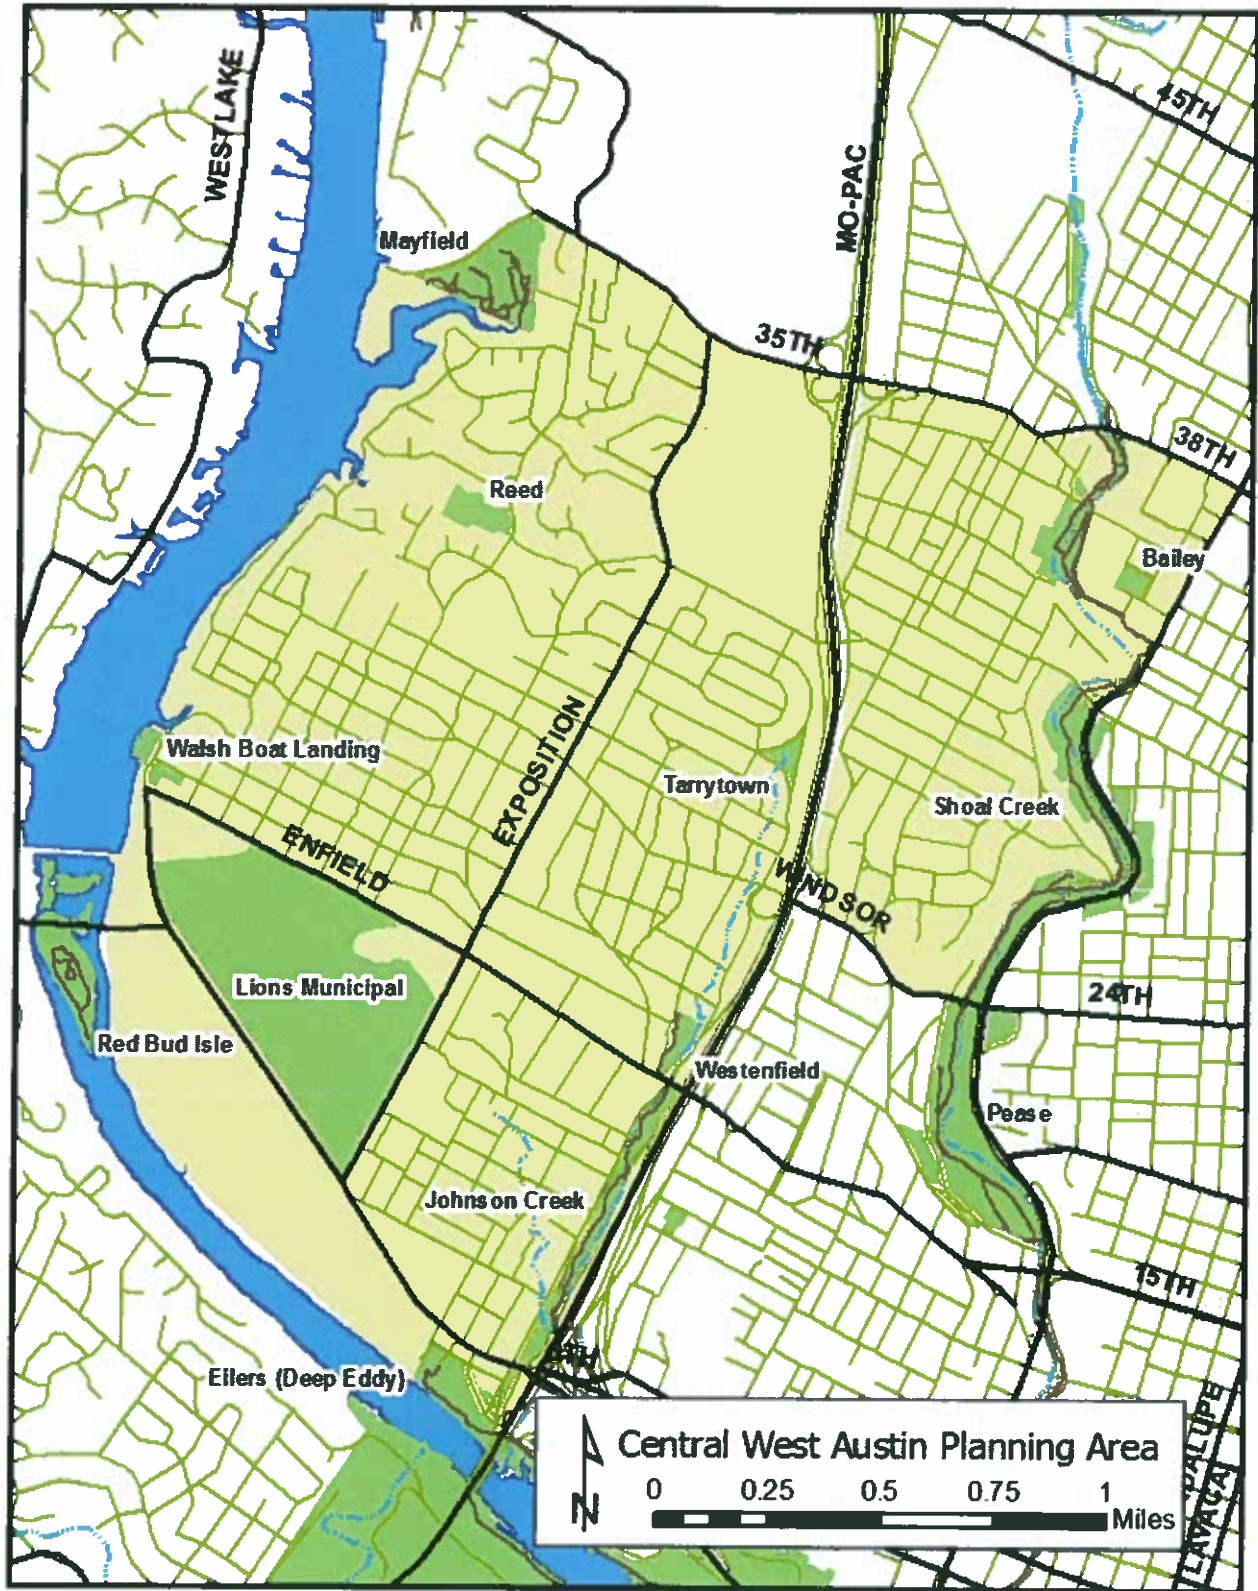 45TH
WESTLAKE
MO-PAC
Mayfield
35TH
38TH
Reed
Bailey
EXPOSITION
Walsh Boat Landing
Tarrytown
Shoal Creek
ENFIELD
WINDSOR
Lions Municipal
24TH
Red Bud Isle
Westenfield
Pease
Johnson Creek
15TH
Eilers (Deep Eddy)
Central West Austin Planning Area
0 0.25 0.5 0.75 1
Miles
N
LAVACA